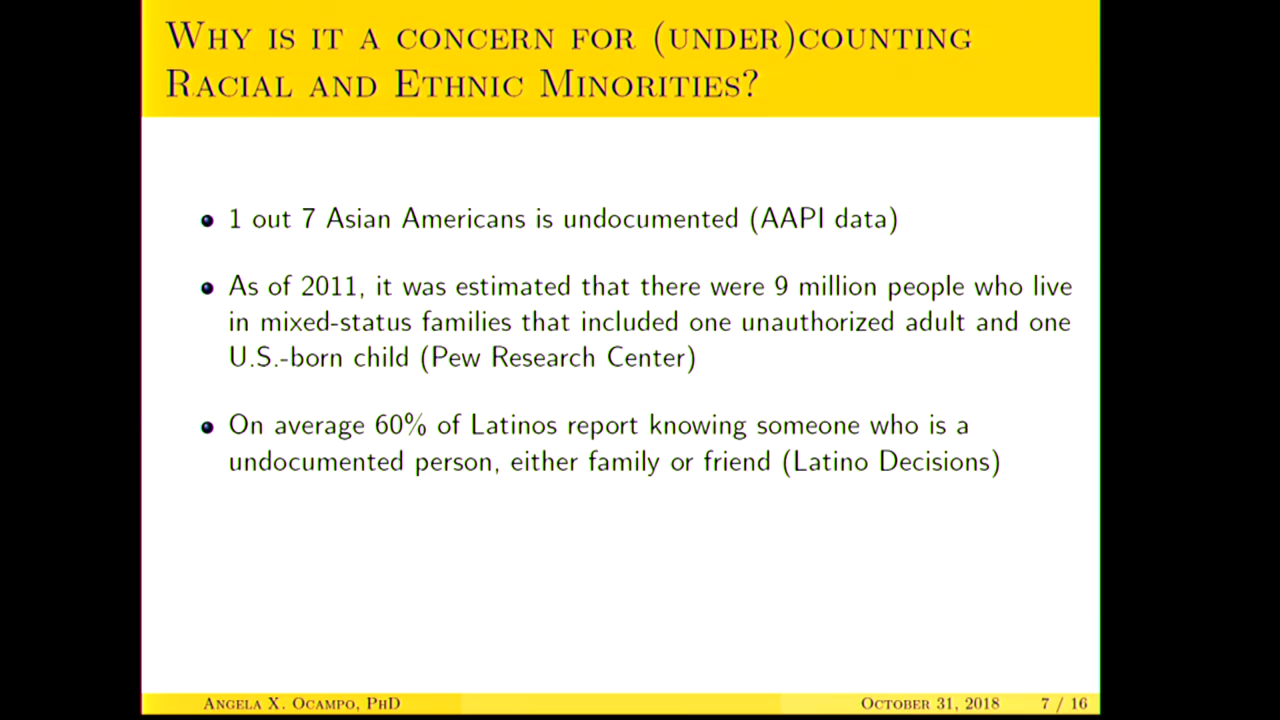 Why is it a concern for (under)counting
Racial and Ethnic Minorities?
1 out 7 Asian Americans is undocumented (AAPI data)
As of 2011, it was estimated that there were 9 million people who live
in mixed-status families that included one unauthorized adult and one
U.S.-born child (Pew Research Center)
On average 60% of Latinos report knowing someone who is a
undocumented person, either family or friend (Latino Decisions)
Angela X. Ocampo, PhD October 31, 2018 7 / 16